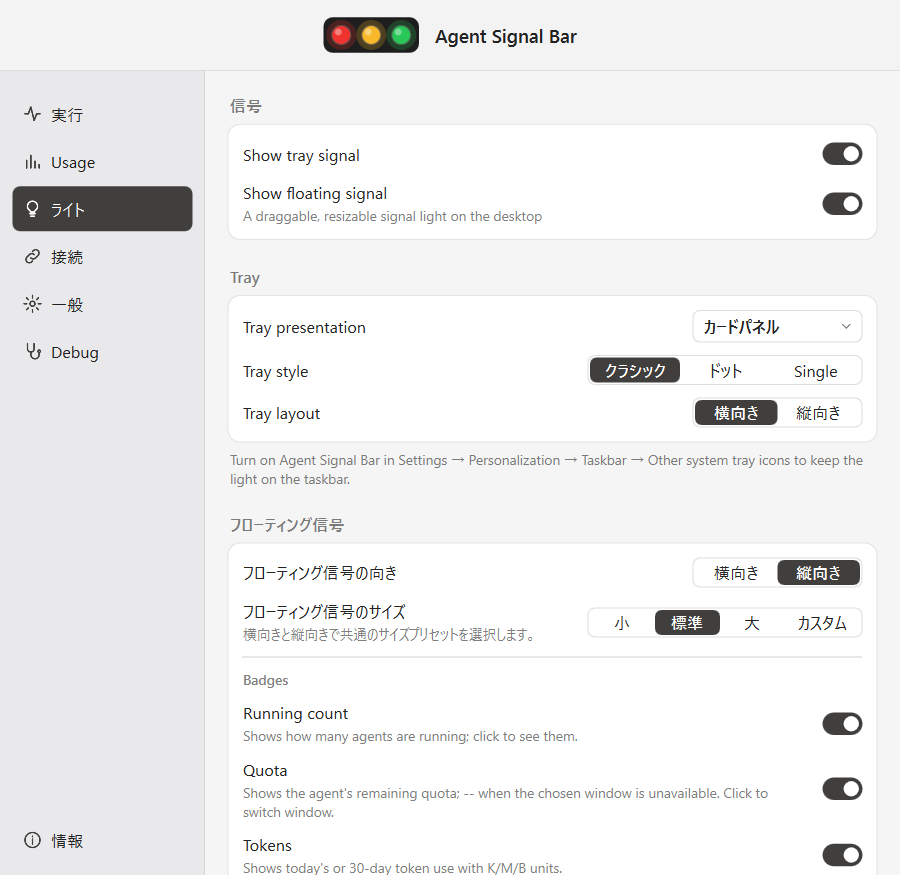 Agent Signal Bar
実行
Usage
ライト
接続
一般
Debug
情報
信号
Show tray signal
Show floating signal
A draggable, resizable signal light on the desktop
Tray
Tray presentation
カードパネル
Tray style
クラシック
ドット
Single
Tray layout
横向き
縦向き
Turn on Agent Signal Bar in Settings → Personalization → Taskbar → Other system tray icons to keep the
light on the taskbar.
フローティング信号
フローティング信号の向き
横向き
縦向き
フローティング信号のサイズ
横向きと縦向きで共通のサイズプリセットを選択します。
小
標準
大
カスタム
Badges
Running count
Shows how many agents are running; click to see them.
Quota
Shows the agent's remaining quota; -- when the chosen window is unavailable. Click to
switch window.
Tokens
Shows today's or 30-day token use with K/M/B units.